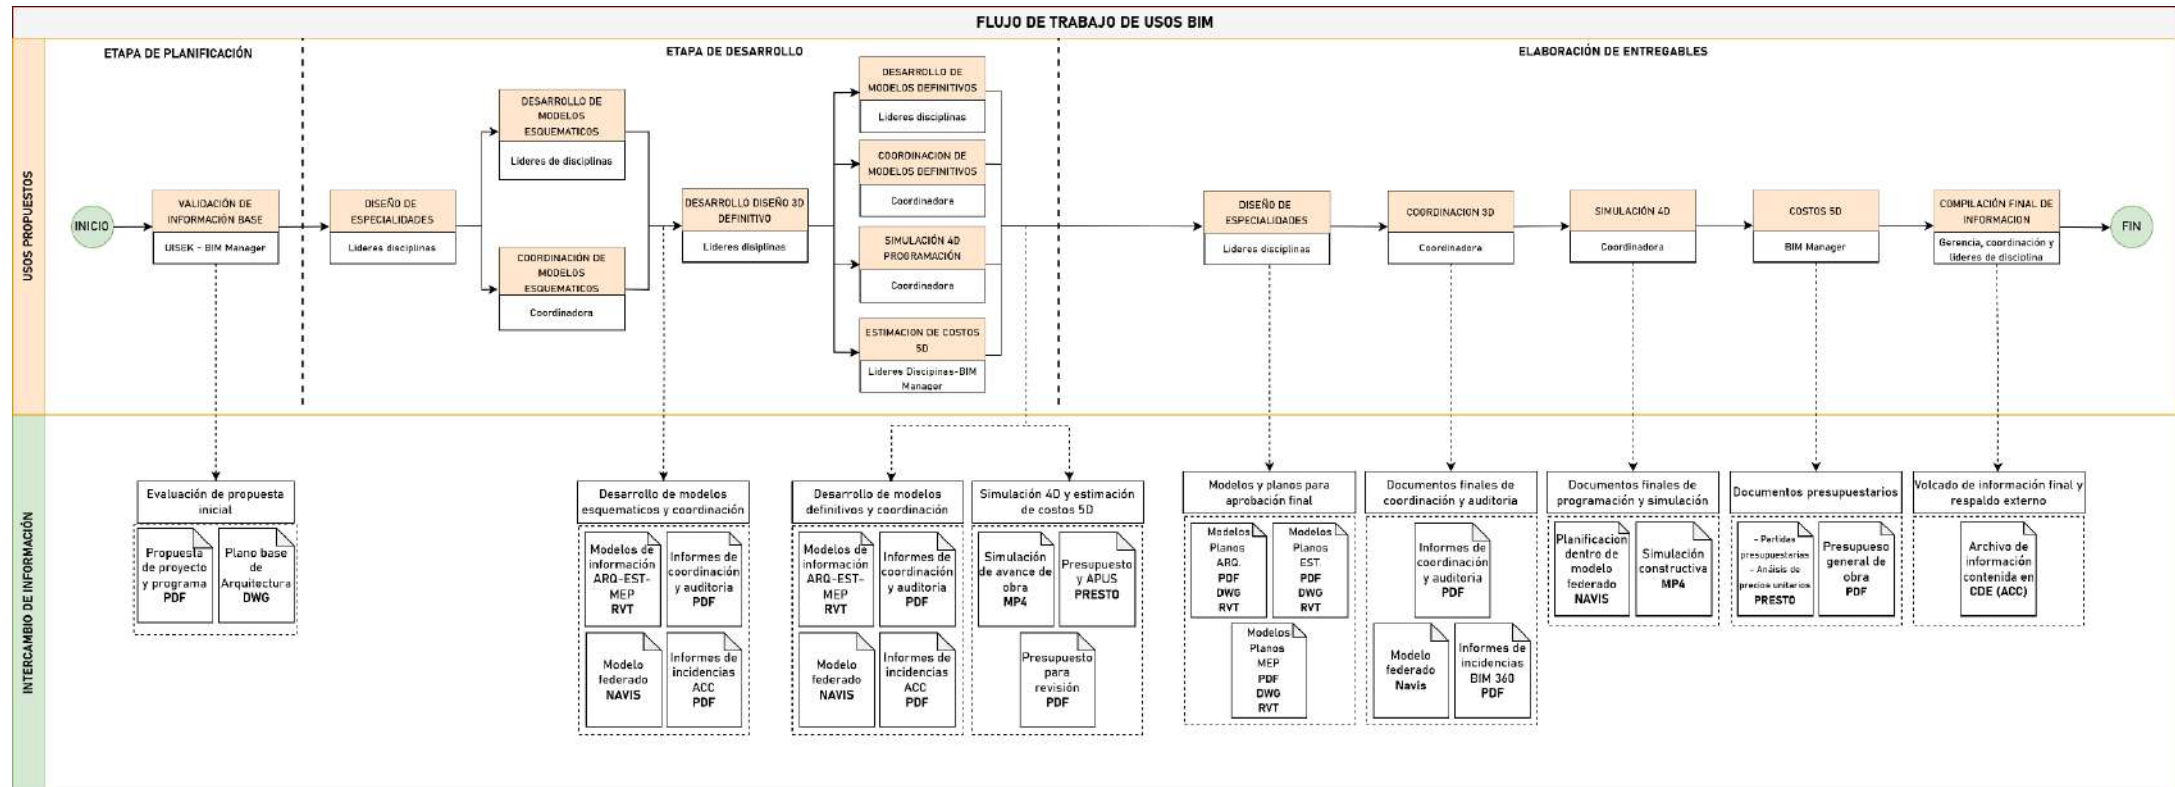 FLUJO DE TRABAJO DE USOS BIM
USOS PROPUESTOS
ETAPA DE PLANIFICACIÓN
ETAPA DE DESARROLLO
ELABORACIÓN DE ENTREGABLES
INICIO
VALIDACIÓN DE
INFORMACIÓN BASE
UISEK - BIM Manager
DISEÑO DE
ESPECIALIDADES
Lideres disciplinas
DESARROLLO DE
MODELOS
ESQUEMATICOS
Lideres de disciplinas
COORDINACIÓN DE
MODELOS
ESQUEMATICOS
Coordinadora
DESARROLLO DISEÑO 3D
DEFINITIVO
Lideres disiplinas
DESARROLLO DE
MODELOS DEFINITIVOS
Lideres disciplinas
COORDINACION DE
MODELOS DEFINITIVOS
Coordinadora
SIMULACIÓN 4D
PROGRAMACIÓN
Coordinadora
ESTIMACION DE COSTOS
5D
Lideres Discipinas-BIM
Manager
DISEÑO DE
ESPECIALIDADES
Lideres disciplinas
COORDINACION 3D
Coordinadora
SIMULACIÓN 4D
Coordinadora
COSTOS 5D
BIM Manager
COMPILACIÓN FINAL DE
INFORMACION
Gerencia, coordinación y
lideres de disciplina
FIN
INTERCAMBIO DE INFORMACIÓN
Evaluación de propuesta
inicial
Propuesta
de proyecto
y programa
PDF
Plano base
de
Arquitectura
DWG
Desarrollo de modelos
esquematicos y coordinación
Modelos de
información
ARQ-EST-
MEP
RVT
Informes de
coordinación
y auditoria
PDF
Modelo
federado
NAVIS
Informes de
incidencias
ACC
PDF
Desarrollo de modelos
definitivos y coordinación
Modelos de
información
ARQ-EST-
MEP
RVT
Informes de
coordinación
y auditoria
PDF
Modelo
federado
NAVIS
Informes de
incidencias
ACC
PDF
Simulación 4D y estimación
de costos 5D
Simulación
de avance de
obra
MP4
Presupuesto
y APUS
PRESTO
Presupuesto
para
revisión
PDF
Modelos y planos para
aprobación final
Modelos
Planos
ARQ.
PDF
DWG
RVT
Modelos
Planos
EST.
PDF
DWG
RVT
Modelos
Planos
MEP
PDF
DWG
RVT
Documentos finales de
coordinación y auditoria
Informes de
coordinación
y auditoria
PDF
Modelo
federado
Navis
Informes de
incidencias
BIM 360
PDF
Documentos finales de
programación y simulación
Planificación
dentro de
modelo
federado
NAVIS
Simulación
constructiva
MP4
Documentos presupuestarios
- Partidas
presupuestarias
- Análisis de
precios unitarios
PRESTO
Presupueso
general de
obra
PDF
Volcado de información final y
respaldo externo
Archivo de
información
contenida en
CDE (ACC)